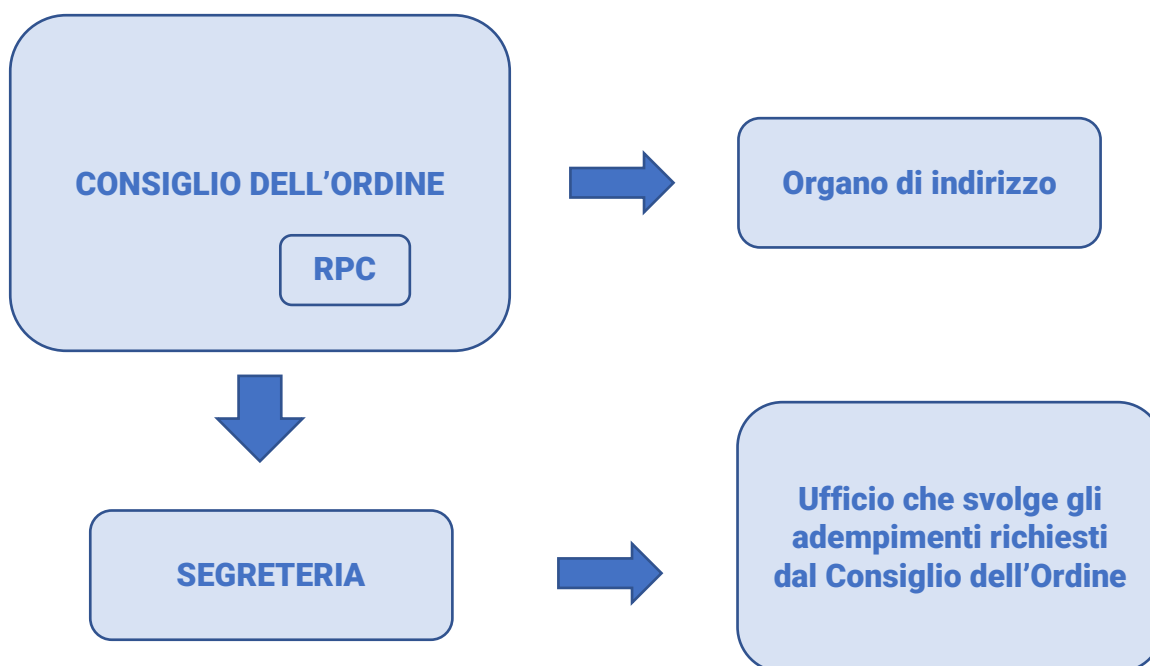 CONSIGLIO DELL’ORDINE
Organo di indirizzo
RPC
SEGRETERIA
Ufficio che svolge gli
adempimenti richiesti
dal Consiglio dell’Ordine